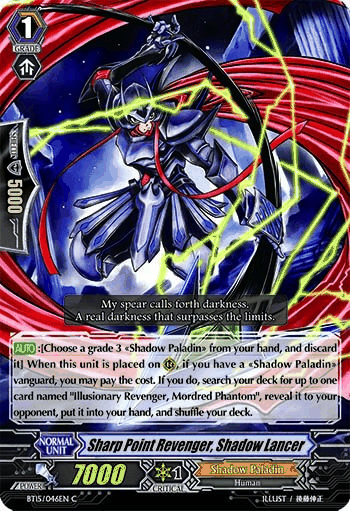 1
GRADE
SHIELD
5000
My spear calls forth darkness.
A real darkness that surpasses the limits.
AUTO:[Choose a grade 3 «Shadow Paladin» from your hand, and discard
it] When this unit is placed on R, if you have a «Shadow Paladin»
vanguard, you may pay the cost. If you do, search your deck for up to one
card named "Illusionary Revenger, Mordred Phantom", reveal it to your
opponent, put it into your hand, and shuffle your deck.
NORMAL UNIT
Sharp Point Revenger, Shadow Lancer
POWER 7000
1 CRITICAL
Shadow Paladin
Human
BT15/046EN C
ILLUST / 後藤伸正